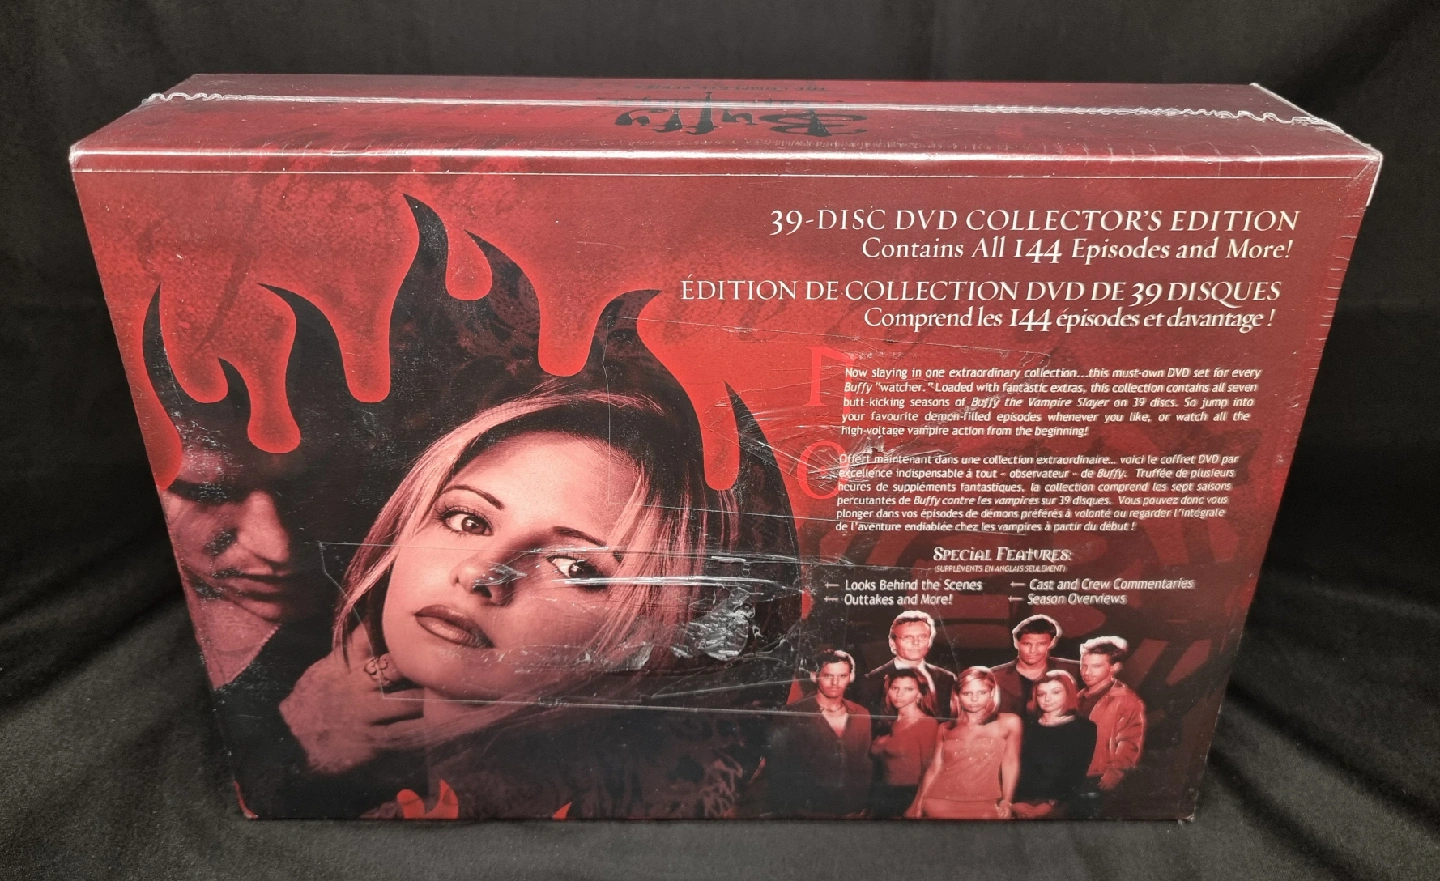 Buffy
39-DISC DVD COLLECTOR'S EDITION
Contains All 144 Episodes and More!
ÉDITION DE COLLECTION DVD DE 39 DISQUES
Comprend les 144 épisodes et davantage !
Now slaying in one extraordinary collection...this must-own DVD set for every
Buffy "watcher." Loaded with fantastic extras, this collection contains all seven
butt-kicking seasons of Buffy the Vampire Slayer on 39 discs. So jump into
your favourite demon-filled episodes whenever you like, or watch all the
high-voltage vampire action from the beginning!
Offert maintenant dans une collection extraordinaire... voici le coffret DVD par
excellence indispensable à tout - observateur - de Buffy. Truffée de plusieurs
heures de suppléments fantastiques, la collection comprend les sept saisons
percutantes de Buffy contre les vampires sur 39 disques. Vous pouvez donc vous
plonger dans vos épisodes de démons préférés à volonté ou regarder l'intégrale
de l'aventure endiablée chez les vampires à partir du début !
SPECIAL FEATURES:
(SUPPLÉMENTS EN ANGLAIS SEULEMENT)
Looks Behind the Scenes
Cast and Crew Commentaries
Outtakes and More!
Season Overviews